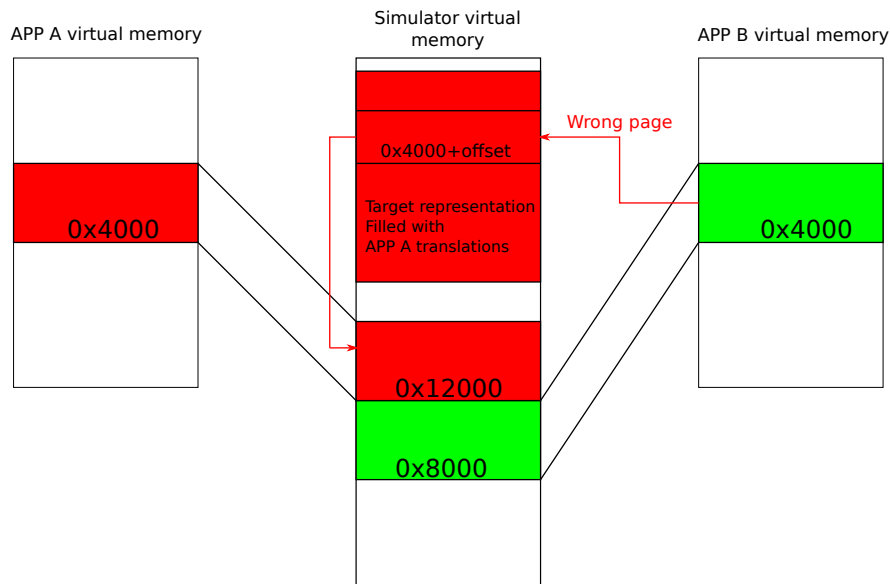 APP A virtual memory
Simulator virtual
memory
APP B virtual memory
Wrong page
0x4000+offset
0x4000
Target representation
Filled with
APP A translations
0x4000
0x12000
0x8000